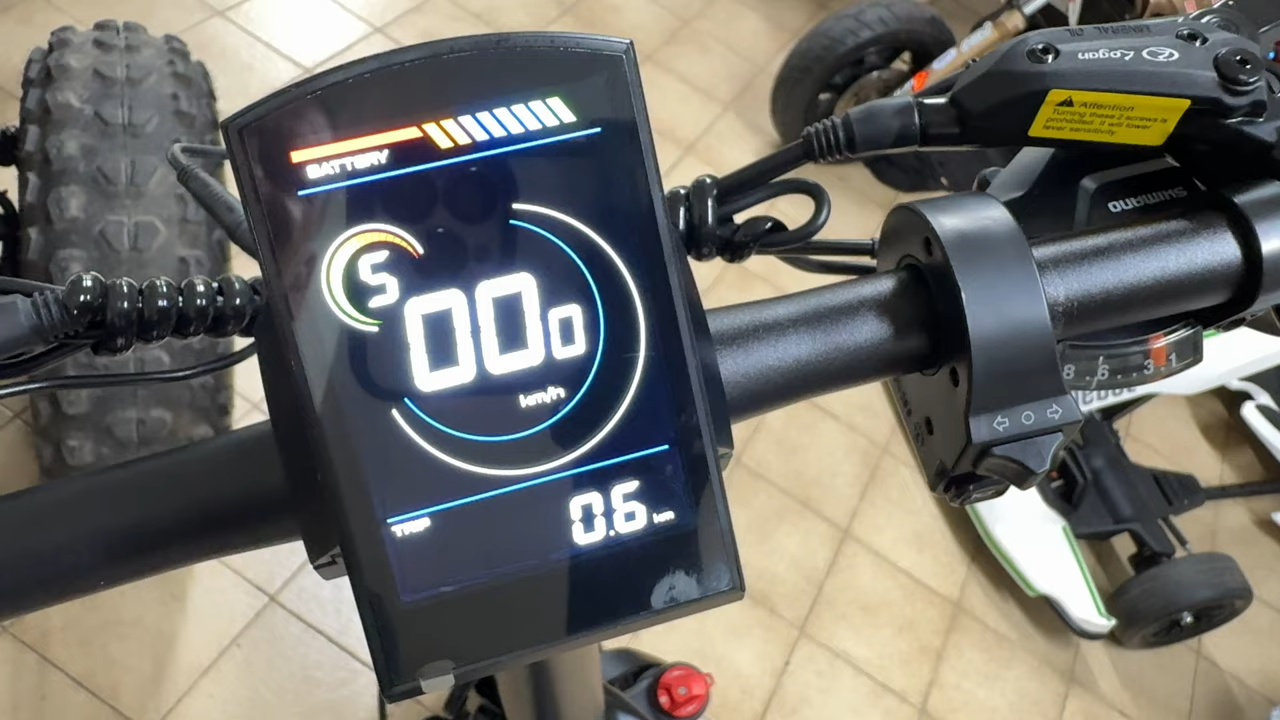 BATTERY
5
00.0
km/h
TRIP
0.6 km
MINERAL OIL
Logan
Attention
Turning these 2 screws is
prohibited. It will lower
lever sensitivity.
SHIMANO
8 . 6 . 3 1